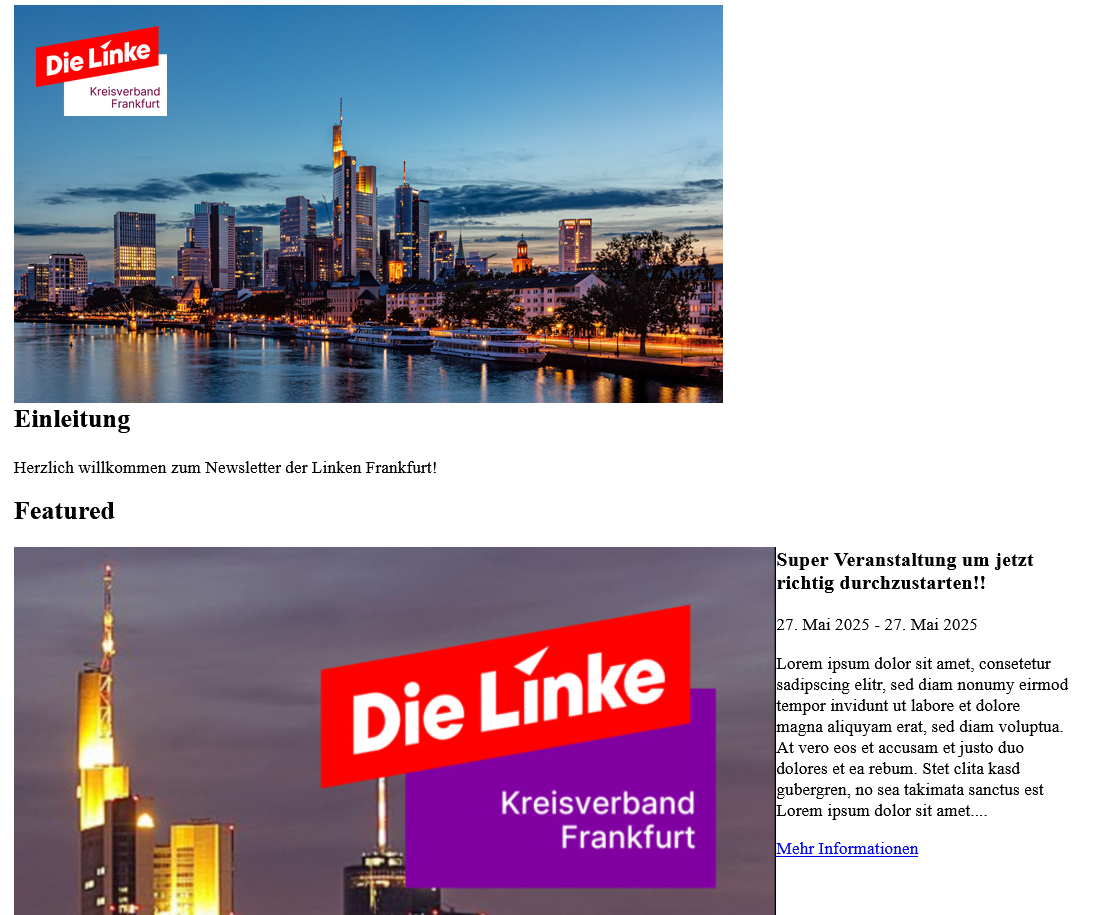 Die Linke
Kreisverband
Frankfurt
Einleitung
Herzlich willkommen zum Newsletter der Linken Frankfurt!
Featured
Die Linke
Kreisverband
Frankfurt
Super Veranstaltung um jetzt
richtig durchzustarten!!
27. Mai 2025 - 27. Mai 2025
Lorem ipsum dolor sit amet, consetetur
sadipscing elitr, sed diam nonumy eirmod
tempor invidunt ut labore et dolore
magna aliquyam erat, sed diam voluptua.
At vero eos et accusam et justo duo
dolores et ea rebum. Stet clita kasd
gubergren, no sea takimata sanctus est
Lorem ipsum dolor sit amet....
Mehr Informationen